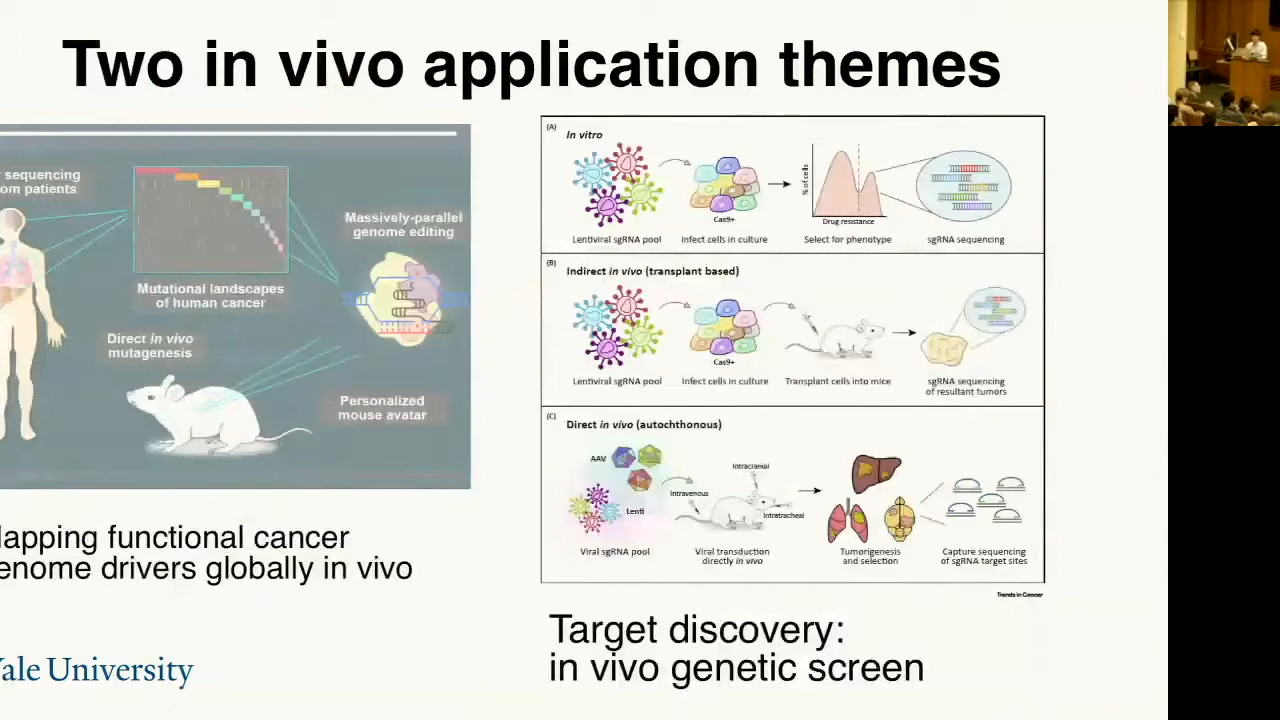 Two in vivo application themes
sequencing
om patients
Mutational landscapes
of human cancer
Massively-parallel
genome editing
Direct in vivo
mutagenesis
Personalized
mouse avatar
lapping functional cancer
enome drivers globally in vivo
ale University
(A)
In vitro
Cas9+
% of cells
Drug resistance
Lentiviral sgRNA pool
Infect cells in culture
Select for phenotype
sgRNA sequencing
(B)
Indirect in vivo (transplant based)
Cas9+
Lentiviral sgRNA pool
Infect cells in culture
Transplant cells into mice
sgRNA sequencing
of resultant tumors
(C)
Direct in vivo (autochthonous)
AAV
Lenti
Intracranial
Intravenous
Intratracheal
Viral sgRNA pool
Viral transduction
directly in vivo
Tumorigenesis
and selection
Capture sequencing
of sgRNA target sites
Trends in Cancer
Target discovery:
in vivo genetic screen